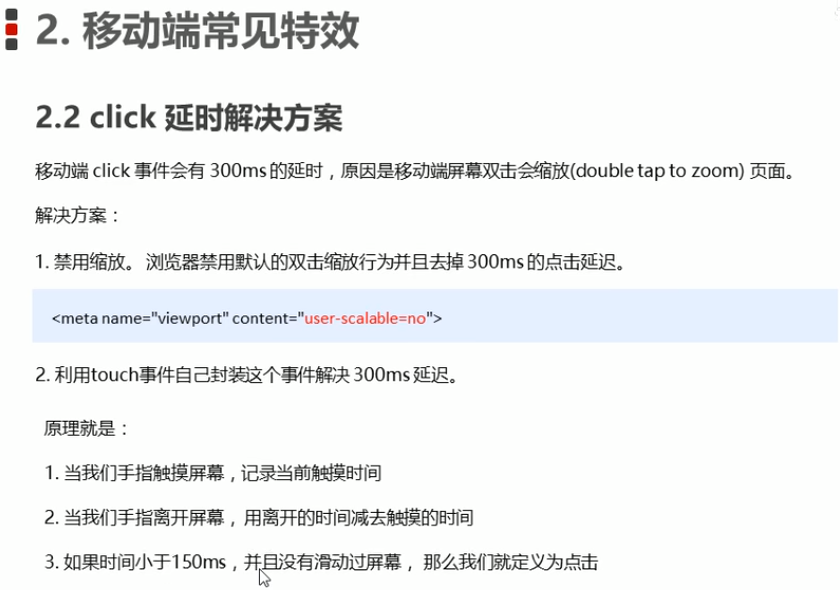 2. 移动端常见特效
2.2 click 延时解决方案
移动端 click 事件会有 300ms 的延时，原因是移动端屏幕双击会缩放(double tap to zoom) 页面。
解决方案：
1. 禁用缩放。 浏览器禁用默认的双击缩放行为并且去掉 300ms 的点击延迟。
<meta name="viewport" content="user-scalable=no">
2. 利用touch事件自己封装这个事件解决 300ms 延迟。
原理就是：
1. 当我们手指触摸屏幕，记录当前触摸时间
2. 当我们手指离开屏幕，用离开的时间减去触摸的时间
3. 如果时间小于150ms，并且没有滑动过屏幕，那么我们就定义为点击